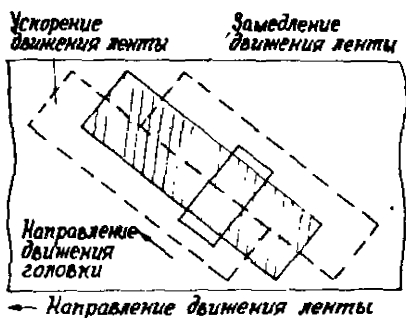 Ускорение
движения ленты
Замедление
движения ленты
Направление
движения
головки
Направление движения ленты